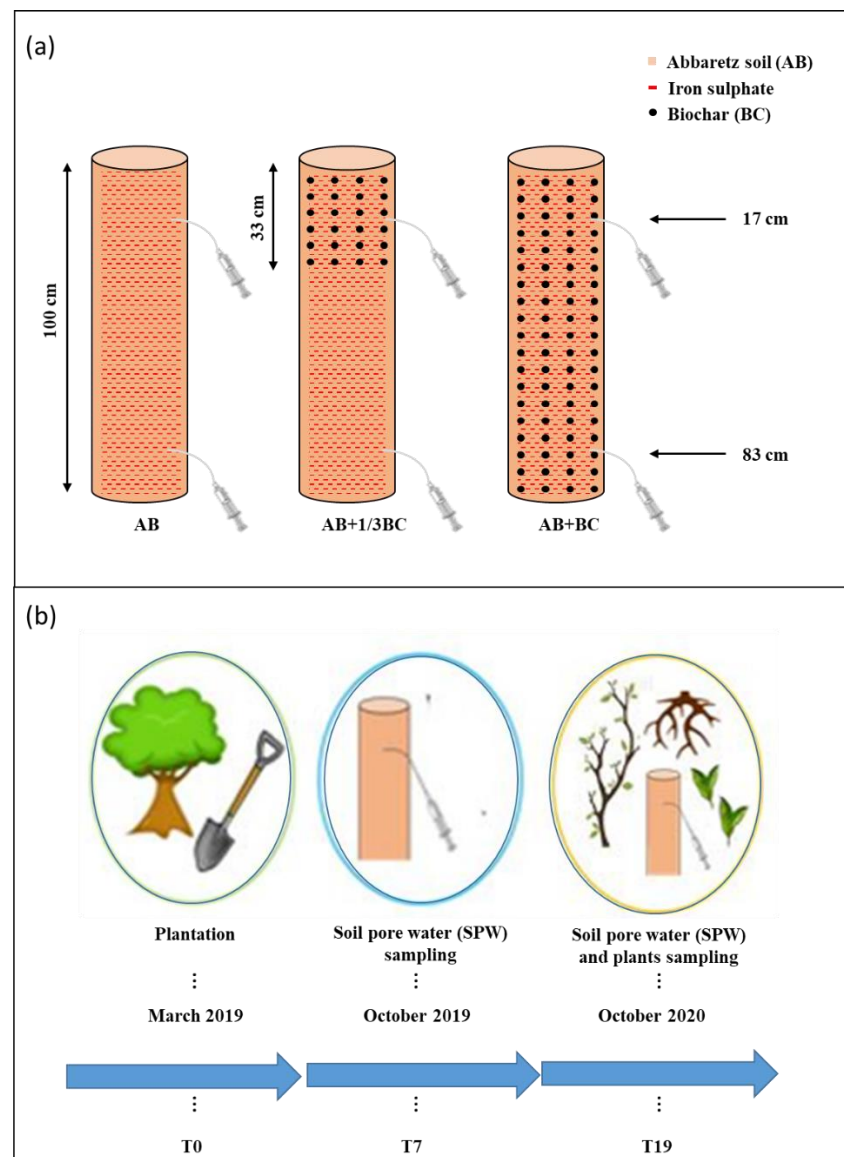 (a)
Abbaretz soil (AB)
Iron sulphate
Biochar (BC)
100 cm
33 cm
17 cm
83 cm
AB
AB+1/3BC
AB+BC
(b)
Plantation
Soil pore water (SPW)
sampling
Soil pore water (SPW)
and plants sampling
March 2019
October 2019
October 2020
T0
T7
T19